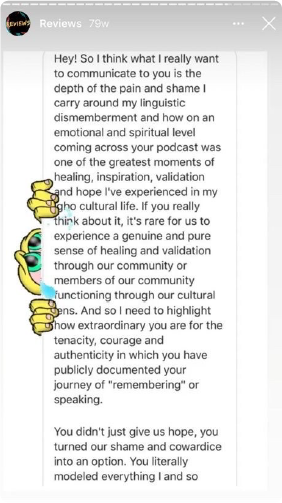 REVIEWS
Reviews 79w
Hey! So I think what I really want
to communicate to you is the
depth of the pain and shame I
carry around my linguistic
dismemberment and how on an
emotional and spiritual level
coming across your podcast was
one of the greatest moments of
healing, inspiration, validation
and hope I've experienced in my
gho cultural life. If you really
think about it, it's rare for us to
experience a genuine and pure
sense of healing and validation
through our community or
members of our community
functioning through our cultural
lens. And so I need to highlight
how extraordinary you are for the
tenacity, courage and
authenticity in which you have
publicly documented your
journey of "remembering" or
speaking.
You didn't just give us hope, you
turned our shame and cowardice
into an option. You literally
modeled everything I and so